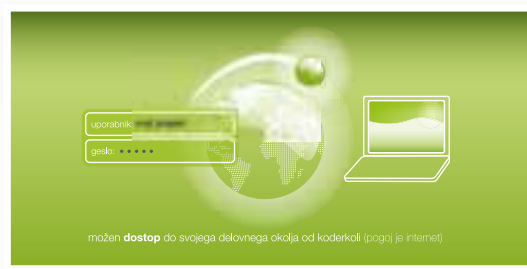 uporabnik:
geslo: •••••
možen dostop do svojega delovnega okolja od koderkoli (pogoj je internet)